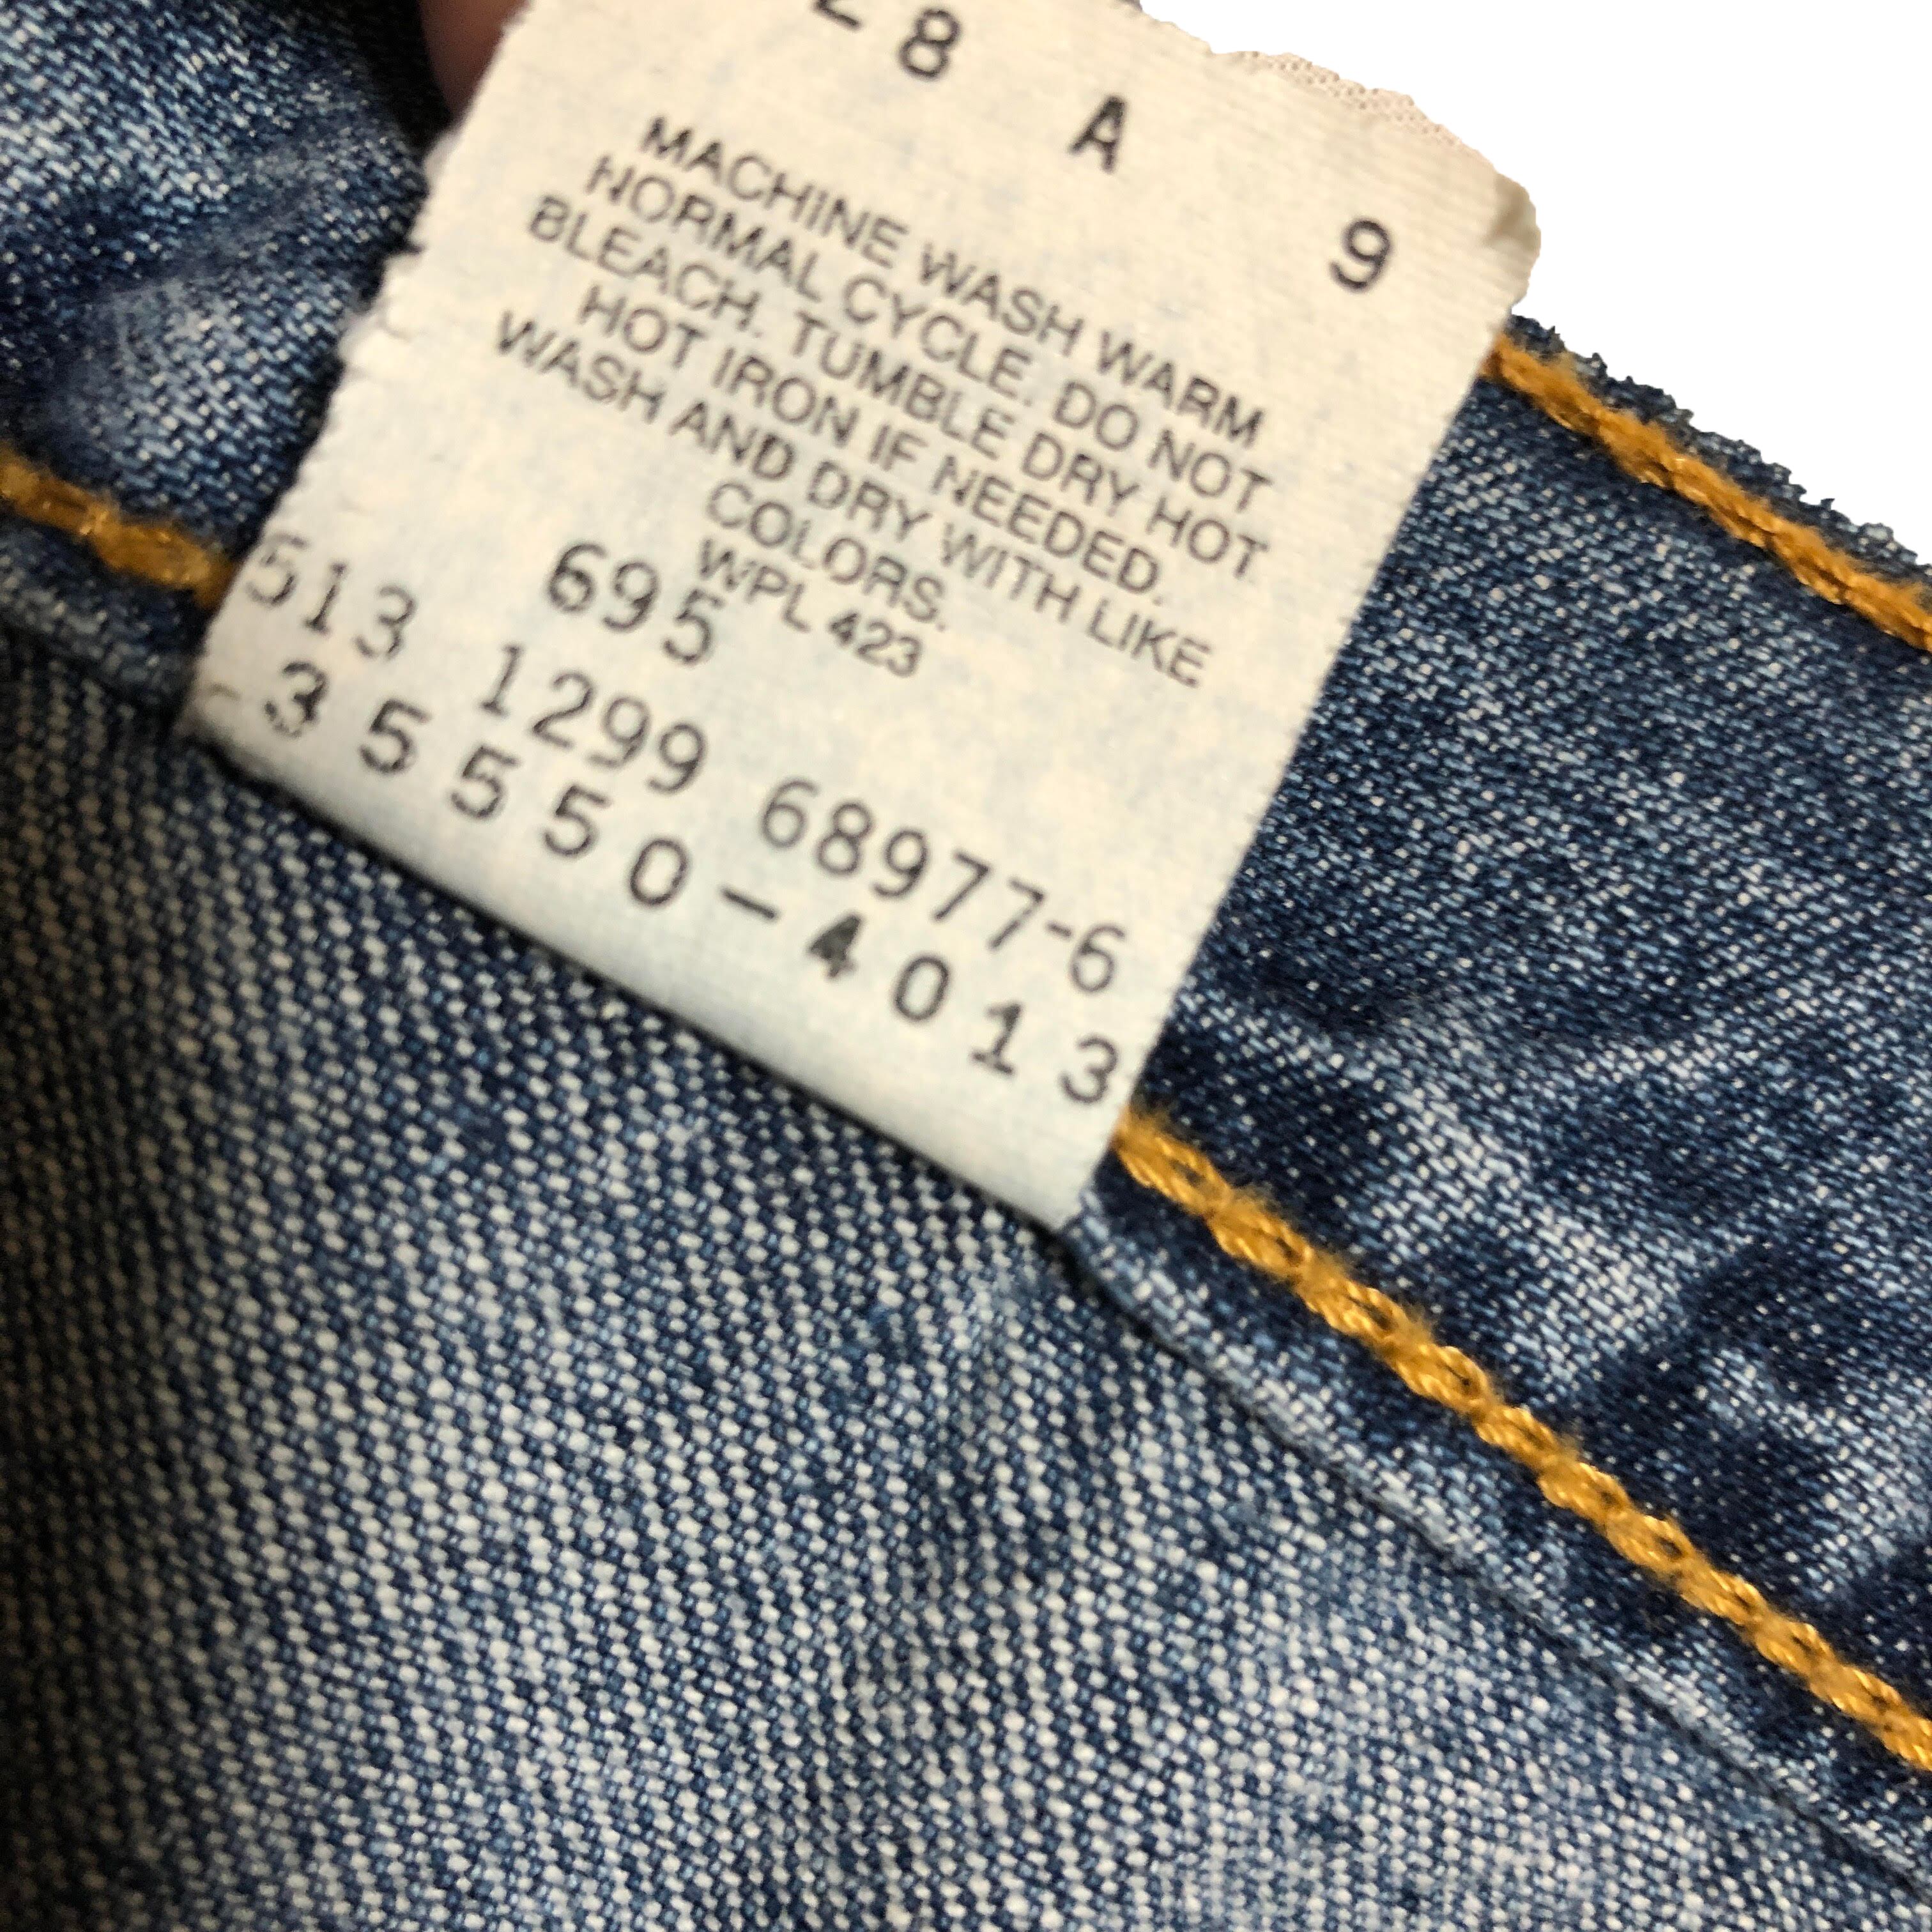 28 A 9
MACHINE WASH WARM
NORMAL CYCLE. DO NOT
BLEACH. TUMBLE DRY HOT
HOT IRON IF NEEDED.
WASH AND DRY WITH LIKE
COLORS.
WPL 423
695
513 1299 68977-6
-35550-4013